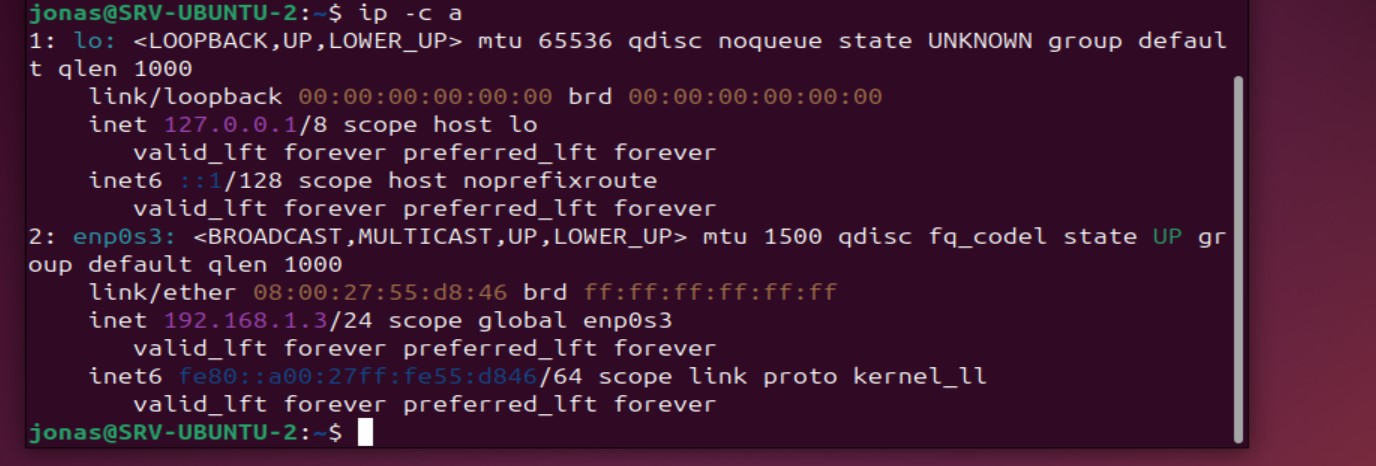 jonas@SRV-UBUNTU-2:~$ ip -c a
1: lo: <LOOPBACK,UP,LOWER_UP> mtu 65536 qdisc noqueue state UNKNOWN group defaul
t qlen 1000
    link/loopback 00:00:00:00:00:00 brd 00:00:00:00:00:00
    inet 127.0.0.1/8 scope host lo
       valid_lft forever preferred_lft forever
    inet6 ::1/128 scope host noprefixroute
       valid_lft forever preferred_lft forever
2: enp0s3: <BROADCAST,MULTICAST,UP,LOWER_UP> mtu 1500 qdisc fq_codel state UP gr
oup default qlen 1000
    link/ether 08:00:27:55:d8:46 brd ff:ff:ff:ff:ff:ff
    inet 192.168.1.3/24 scope global enp0s3
       valid_lft forever preferred_lft forever
    inet6 fe80::a00:27ff:fe55:d846/64 scope link proto kernel_ll
       valid_lft forever preferred_lft forever
jonas@SRV-UBUNTU-2:~$